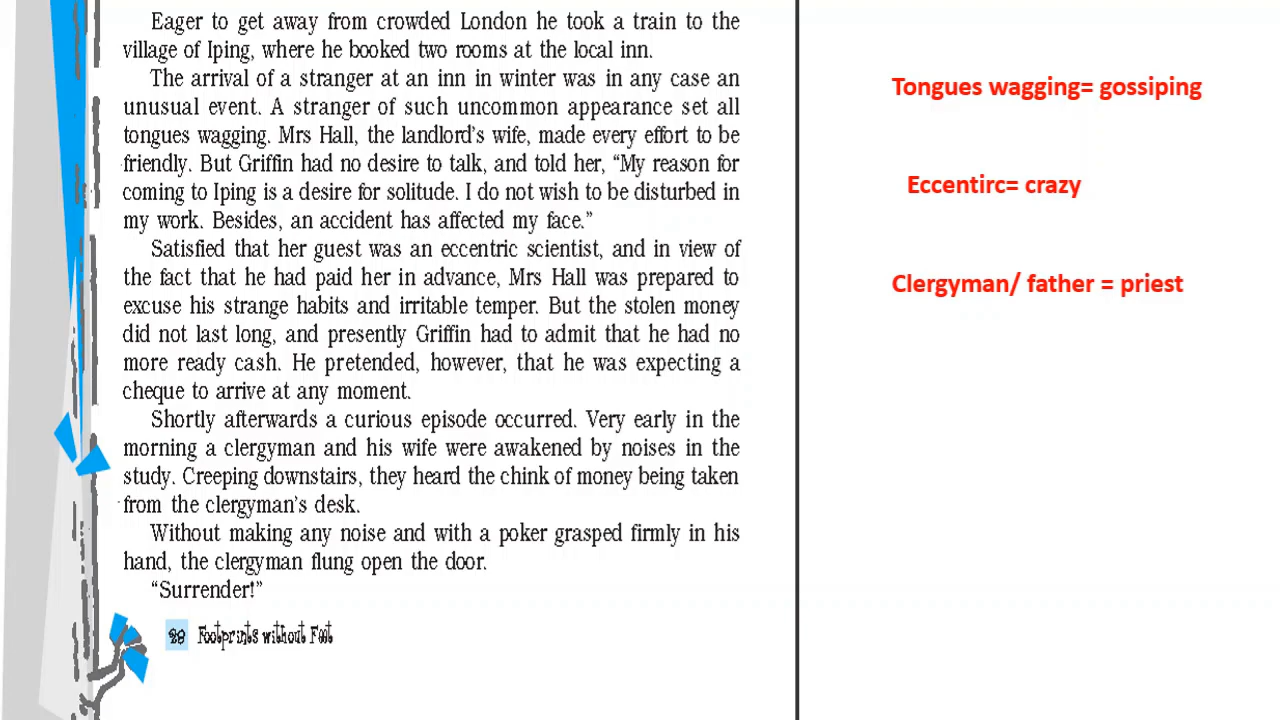 Eager to get away from crowded London he took a train to the
village of Iping, where he booked two rooms at the local inn.
The arrival of a stranger at an inn in winter was in any case an
unusual event. A stranger of such uncommon appearance set all
tongues wagging. Mrs Hall, the landlord's wife, made every effort to be
friendly. But Griffin had no desire to talk, and told her, “My reason for
coming to Iping is a desire for solitude. I do not wish to be disturbed in
my work. Besides, an accident has affected my face.”
Satisfied that her guest was an eccentric scientist, and in view of
the fact that he had paid her in advance, Mrs Hall was prepared to
excuse his strange habits and irritable temper. But the stolen money
did not last long, and presently Griffin had to admit that he had no
more ready cash. He pretended, however, that he was expecting a
cheque to arrive at any moment.
Shortly afterwards a curious episode occurred. Very early in the
morning a clergyman and his wife were awakened by noises in the
study. Creeping downstairs, they heard the chink of money being taken
from the clergyman's desk.
Without making any noise and with a poker grasped firmly in his
hand, the clergyman flung open the door.
“Surrender!”
Footprints without Feet
Tongues wagging= gossiping
Eccentirc= crazy
Clergyman/ father = priest